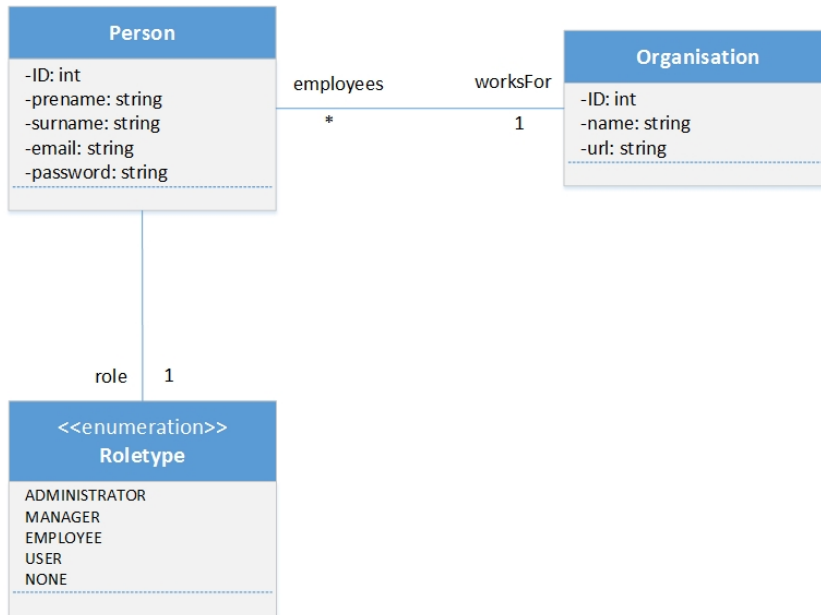 Person
-ID: int
-prename: string
-surname: string
-email: string
-password: string
employees
*
worksFor
1
Organisation
-ID: int
-name: string
-url: string
role
1
<<enumeration>>
Roletype
ADMINISTRATOR
MANAGER
EMPLOYEE
USER
NONE